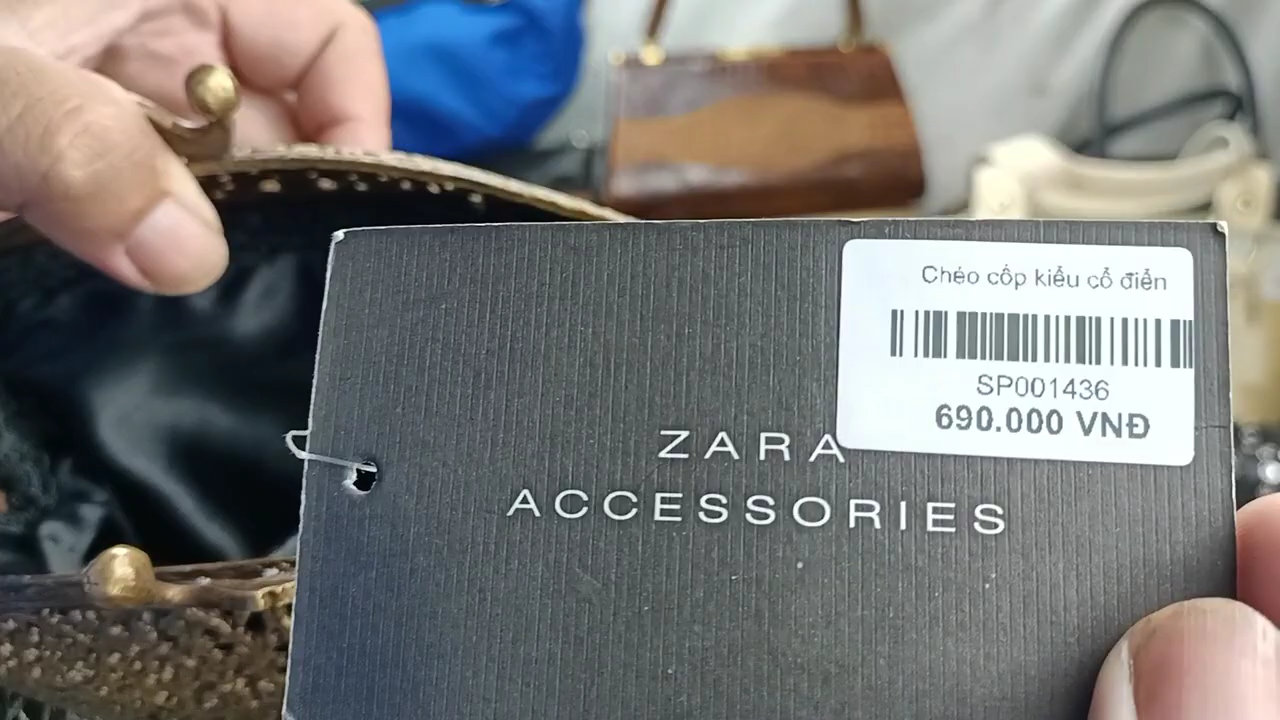 Chéo cốp kiểu cổ điển
SP001436
690.000 VNĐ
ZARA
ACCESSORIES